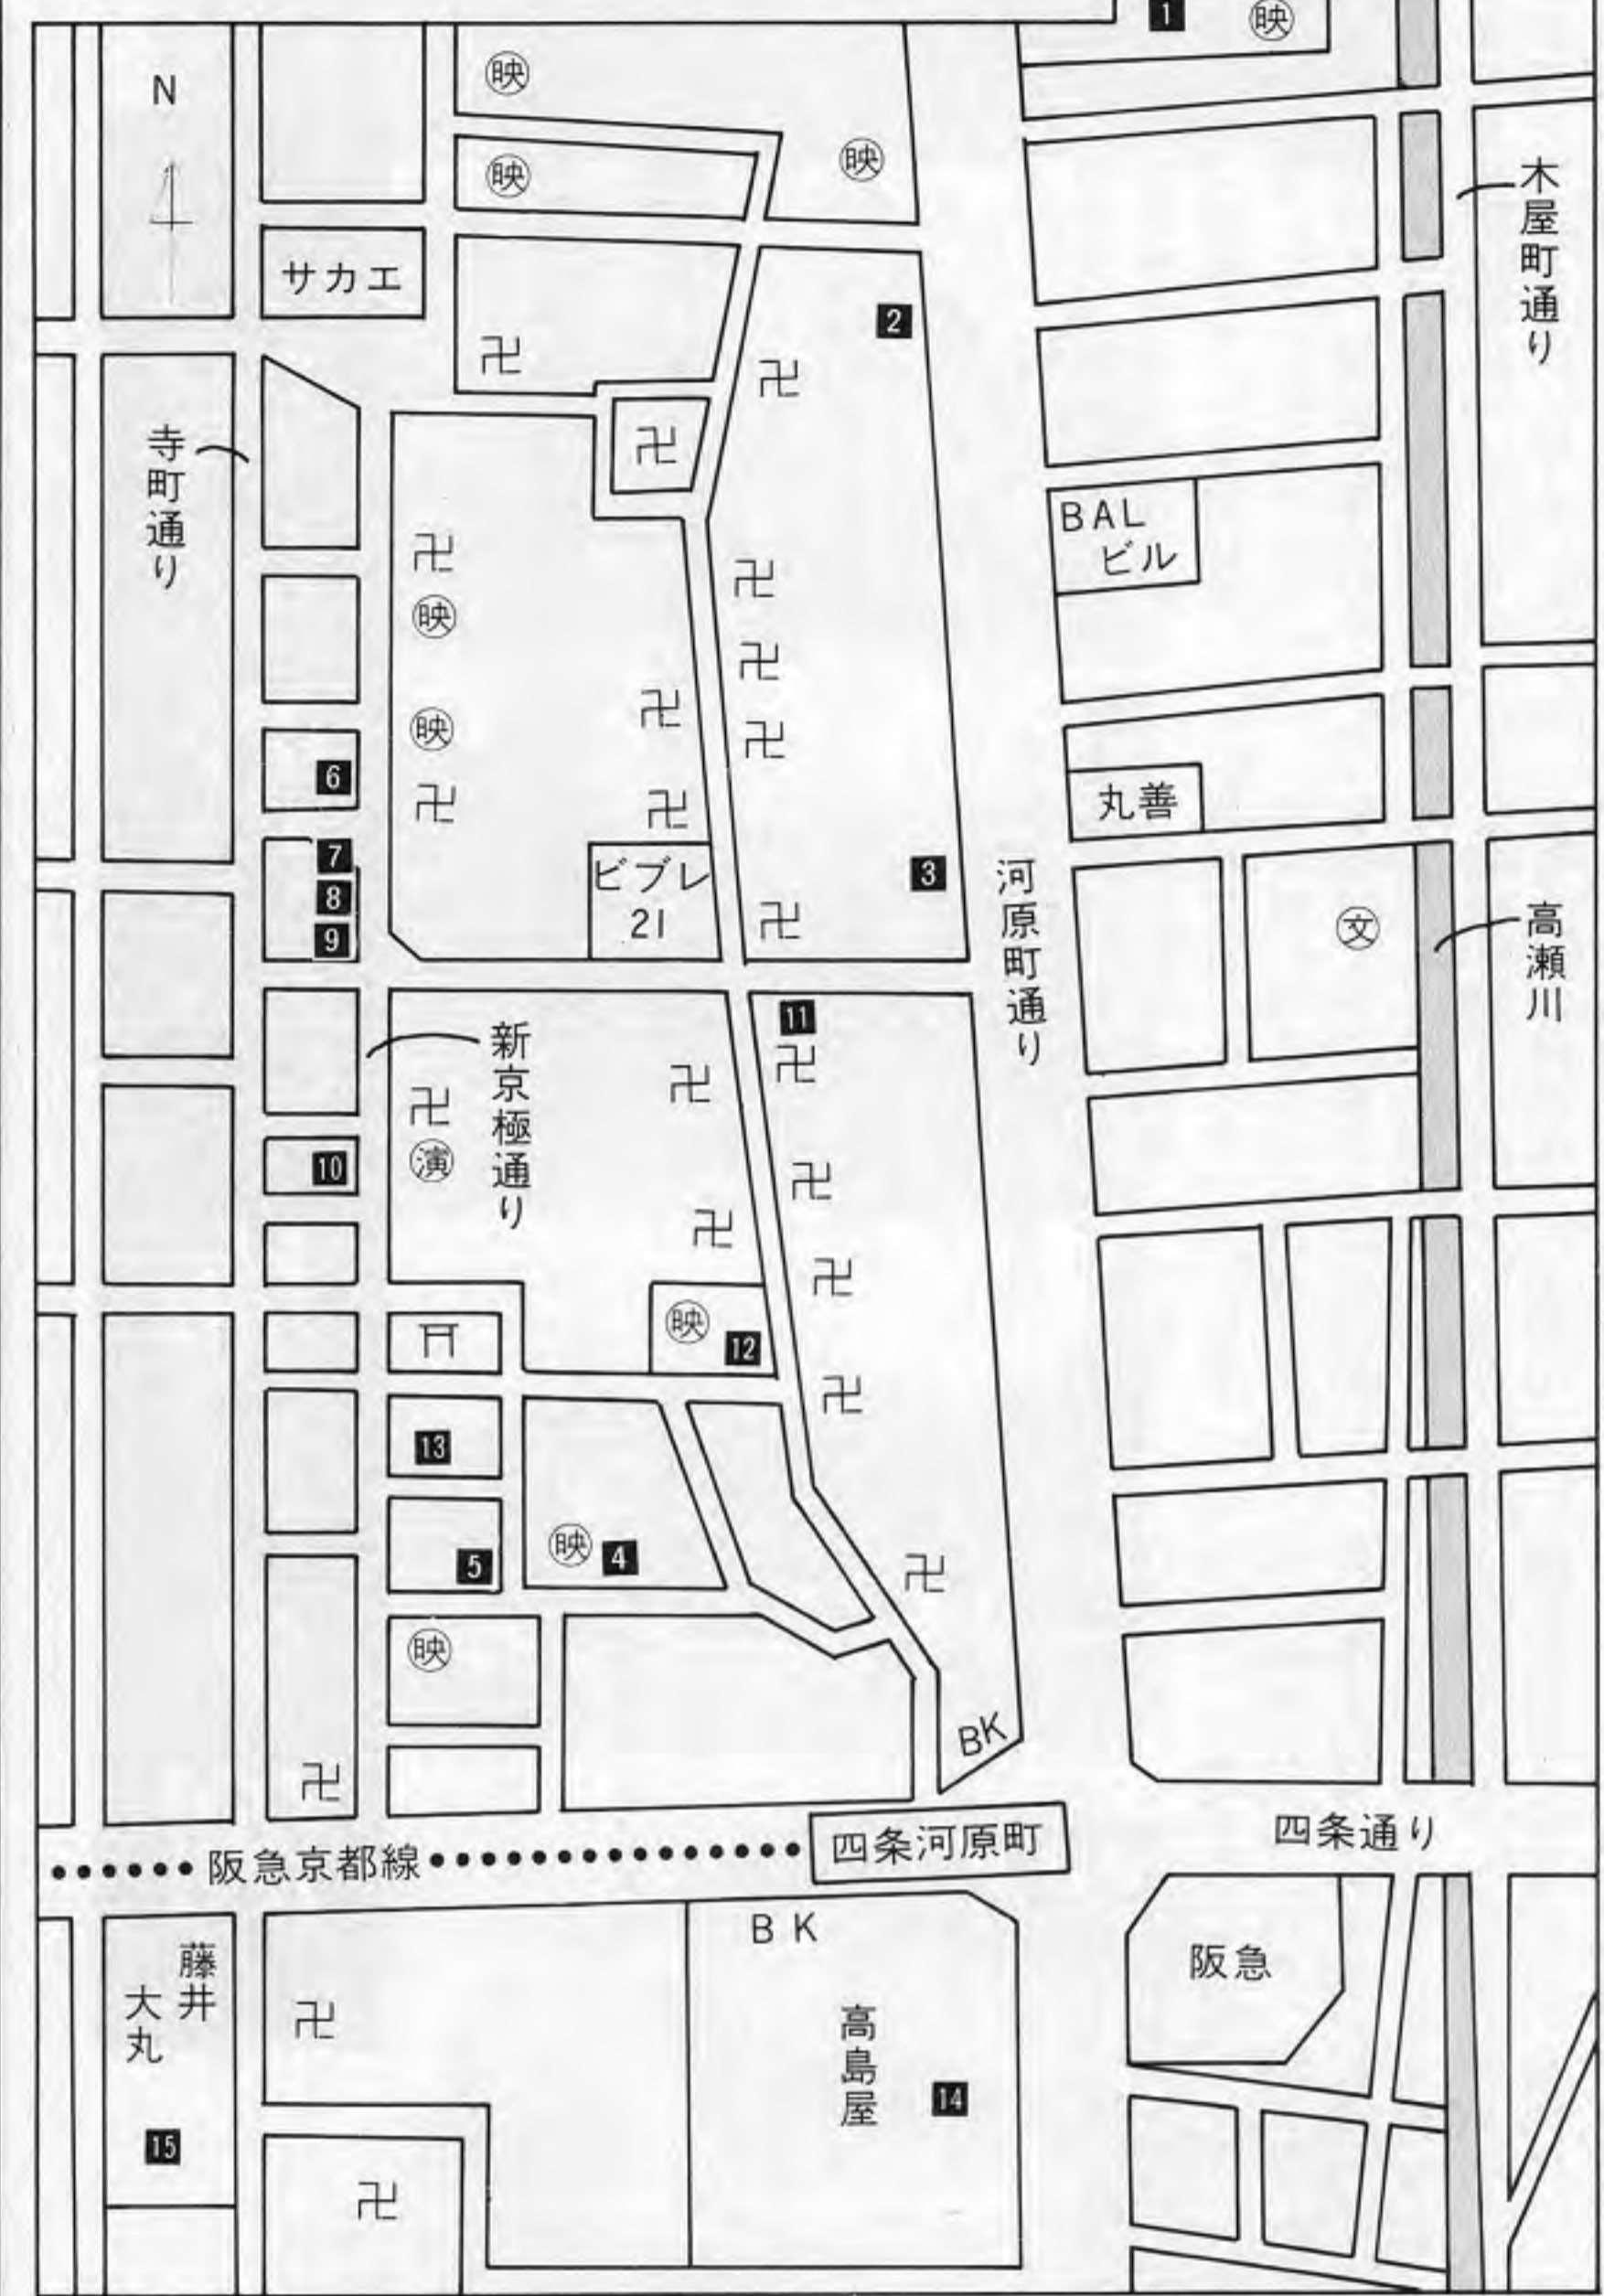 1
映
N
映
映
映
木屋町通り
サカエ
2
卍
卍
寺町通り
卍
BAL
ビル
卍
卍
映
卍
卍
映
卍
6
丸善
卍
卍
7
ビブレ
21
3
河原町通り
8
9
卍
文
高瀬川
11
新京極通り
卍
卍
卍
演
10
卍
卍
卍
映
12
卍
13
映
4
5
卍
映
BK
卍
阪急京都線
四条河原町
四条通り
藤井
大丸
BK
阪急
卍
高島屋
14
15
卍